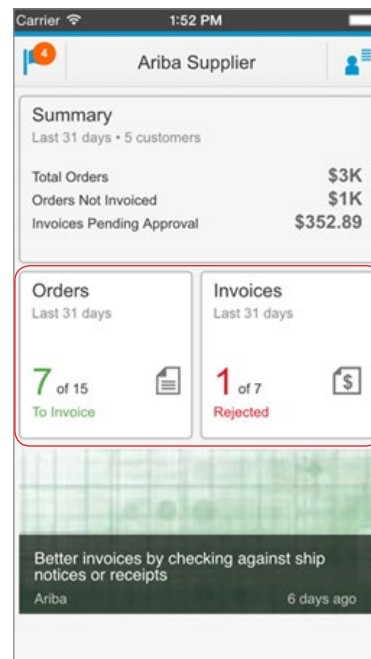 Carrier 1:52 PM
4
Ariba Supplier
Summary
Last 31 days • 5 customers
Total Orders $3K
Orders Not Invoiced $1K
Invoices Pending Approval $352.89
Orders
Last 31 days
7 of 15
To Invoice
Invoices
Last 31 days
1 of 7
$
Rejected
Better invoices by checking against ship
notices or receipts
Ariba 6 days ago